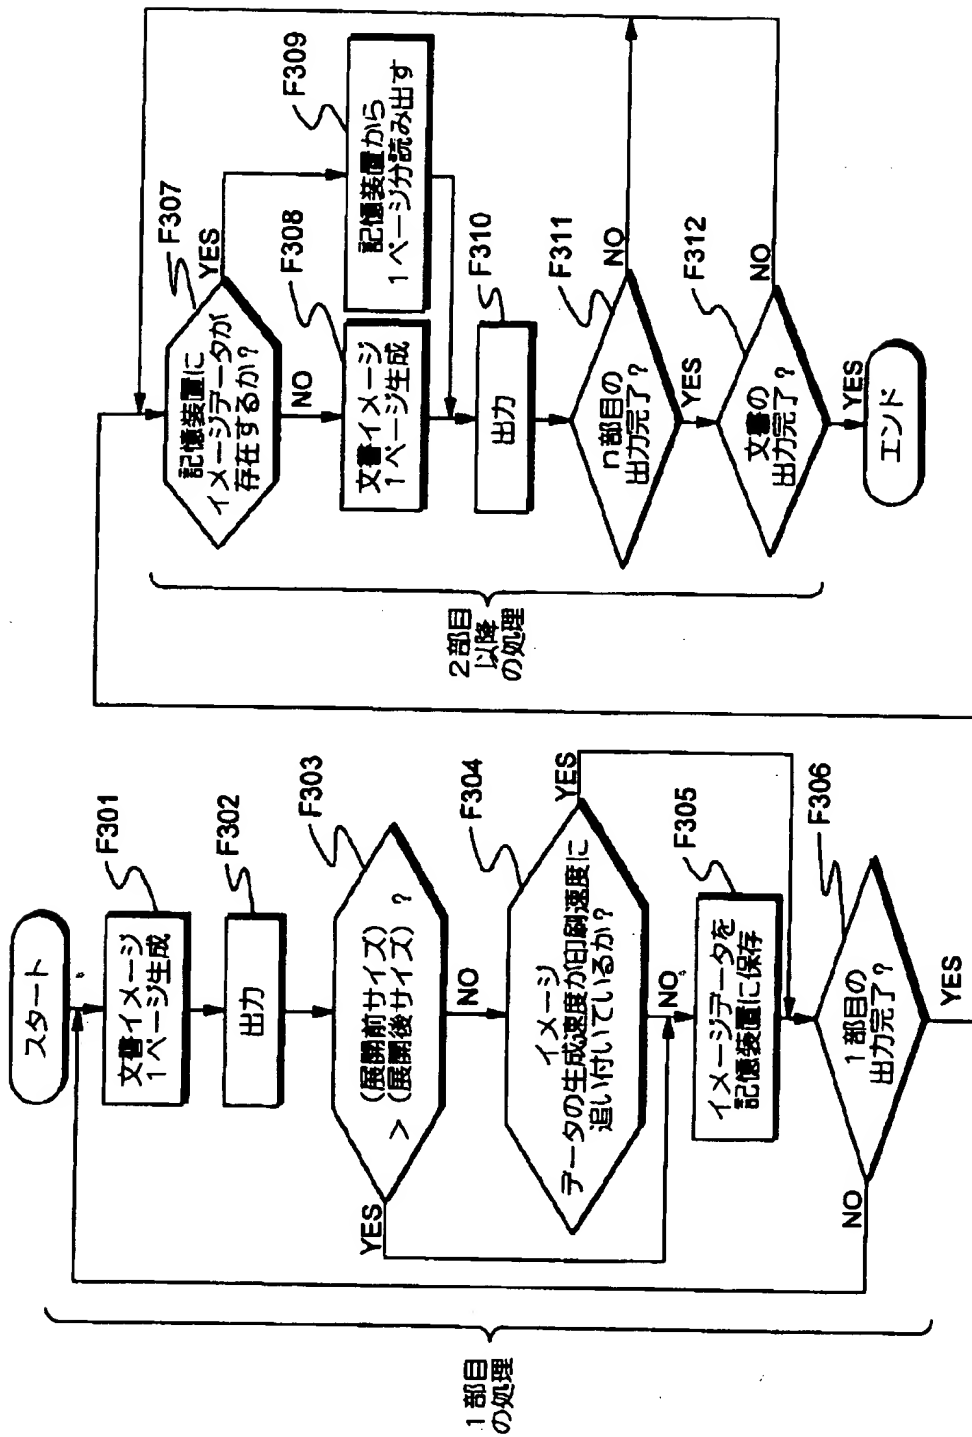 スタート
F301
文書イメージ
1ページ生成
F302
出力
F303
(展開前サイズ)
> (展開後サイズ) ?
YES
NO
F304
イメージ
データの生成速度が印刷速度に
追い付いているか?
YES
NO
F305
イメージデータを
記憶装置に保存
F306
1部目の
出力完了?
NO
YES
1部目
の処理
F307
記憶装置に
イメージデータが
存在するか?
YES
NO
F308
文書イメージ
1ページ生成
F309
記憶装置から
1ページ分読み出す
F310
出力
F311
n部目の
出力完了?
NO
YES
F312
文書の
出力完了?
NO
YES
エンド
2部目
以降
の処理